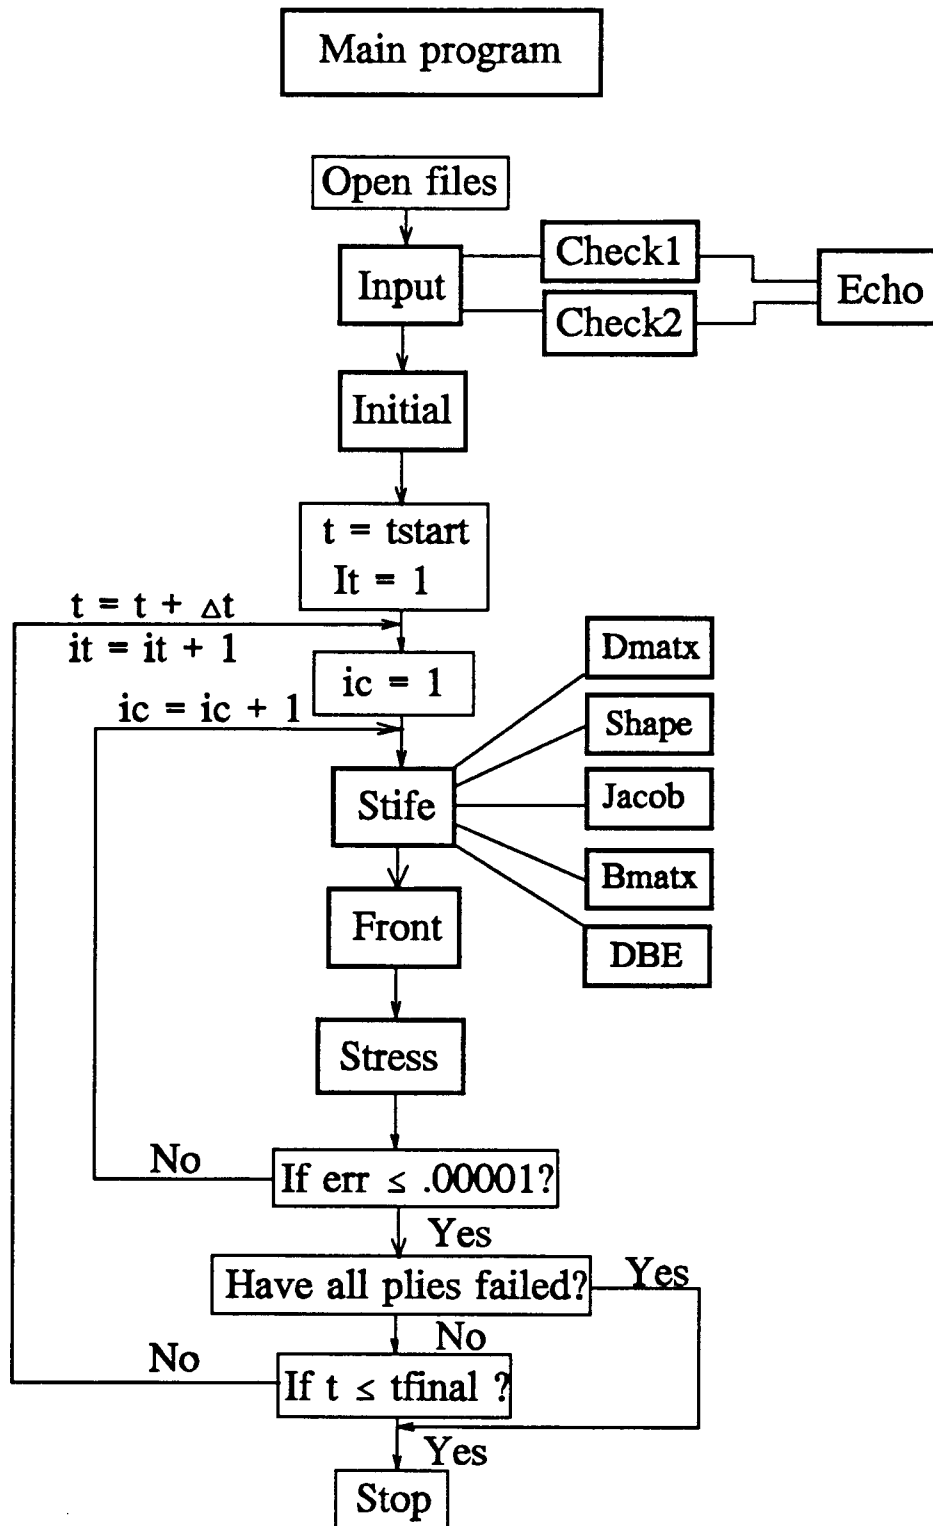 Main program
Open files
Input
Check1
Check2
Echo
Initial
t = tstart
It = 1
t = t + Δt
it = it + 1
ic = 1
ic = ic + 1
Stife
Dmatx
Shape
Jacob
Bmatx
DBE
Front
Stress
If err ≤ .00001?
No
Yes
Have all plies failed?
Yes
No
If t ≤ tfinal ?
No
Yes
Stop